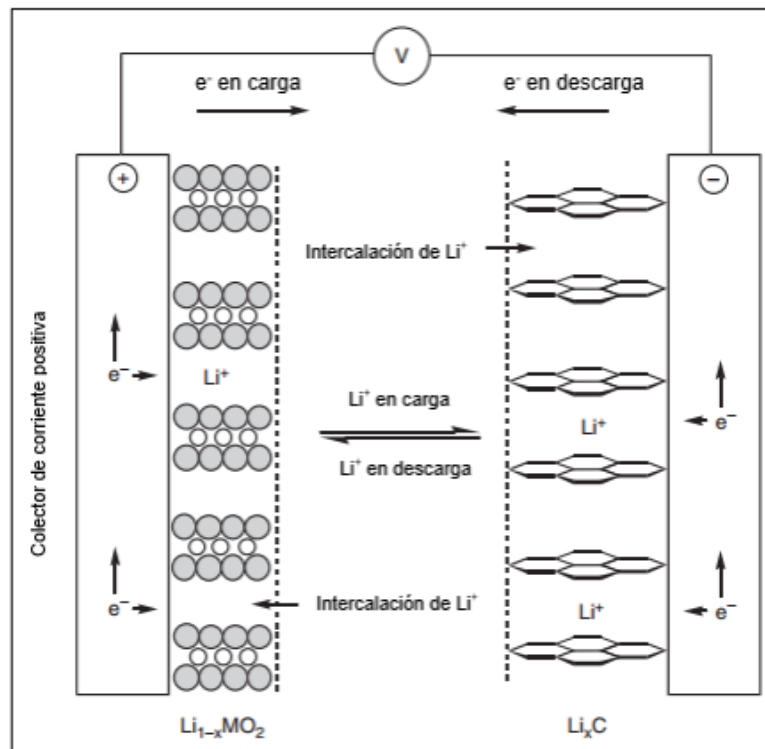 V
e⁻ en carga
e⁻ en descarga
+
−
Intercalación de Li⁺
e⁻
Li⁺
Li⁺ en carga
Li⁺
e⁻
Li⁺ en descarga
Colector de corriente positiva
e⁻
Intercalación de Li⁺
Li⁺
e⁻
Li₁₋ₓMO₂
LiₓC